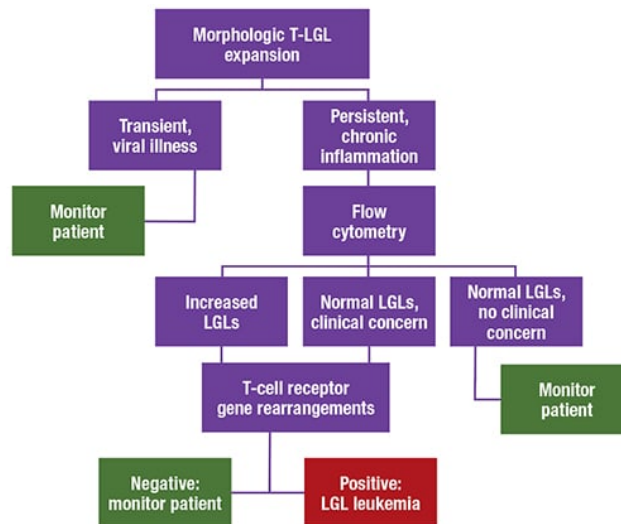 Morphologic T-LGL
expansion
Transient,
viral illness
Persistent,
chronic
inflammation
Monitor
patient
Flow
cytometry
Increased
LGLs
Normal LGLs,
clinical concern
Normal LGLs,
no clinical
concern
T-cell receptor
gene rearrangements
Monitor
patient
Negative:
monitor patient
Positive:
LGL leukemia